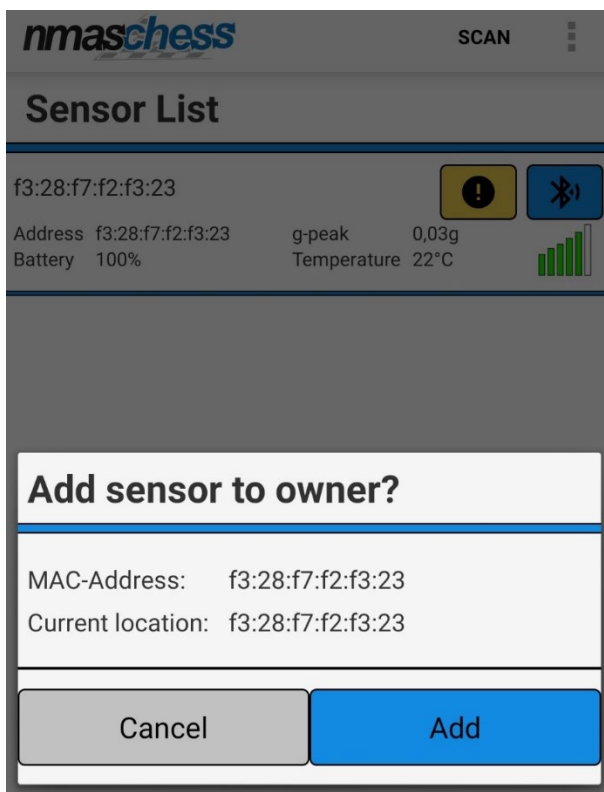 nmaschess SCAN
Sensor List
f3:28:f7:f2:f3:23
Address f3:28:f7:f2:f3:23 g-peak 0,03g
Battery 100% Temperature 22°C
Add sensor to owner?
MAC-Address: f3:28:f7:f2:f3:23
Current location: f3:28:f7:f2:f3:23
Cancel Add